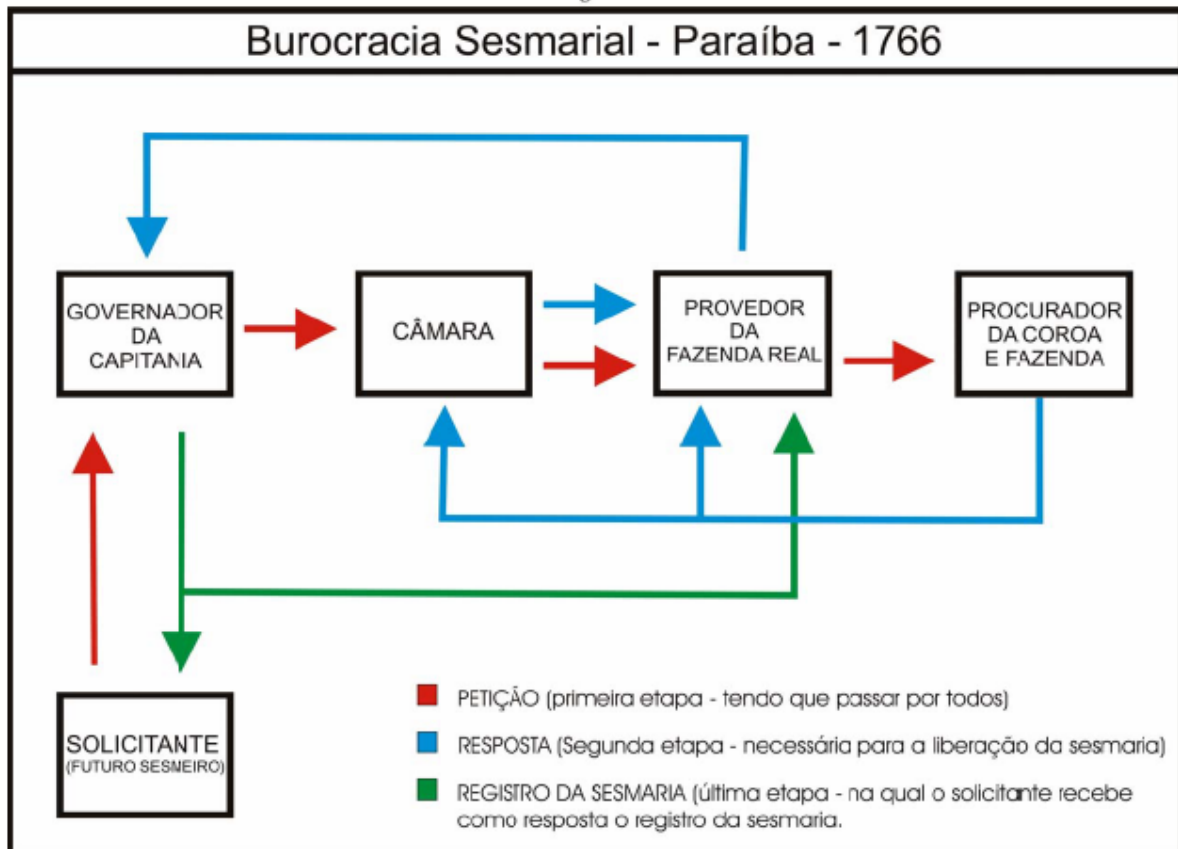 Burocracia Sesmarial - Paraíba - 1766
GOVERNADOR
DA
CAPITANIA
CÂMARA
PROVEDOR
DA
FAZENDA REAL
PROCURADOR
DA COROA
E FAZENDA
SOLICITANTE
(FUTURO SESMEIRO)
PETIÇÃO (primeira etapa - tendo que passar por todos)
RESPOSTA (Segunda etapa - necessária para a liberação da sesmaria)
REGISTRO DA SESMARIA (última etapa - na qual o solicitante recebe
como resposta o registro da sesmaria.